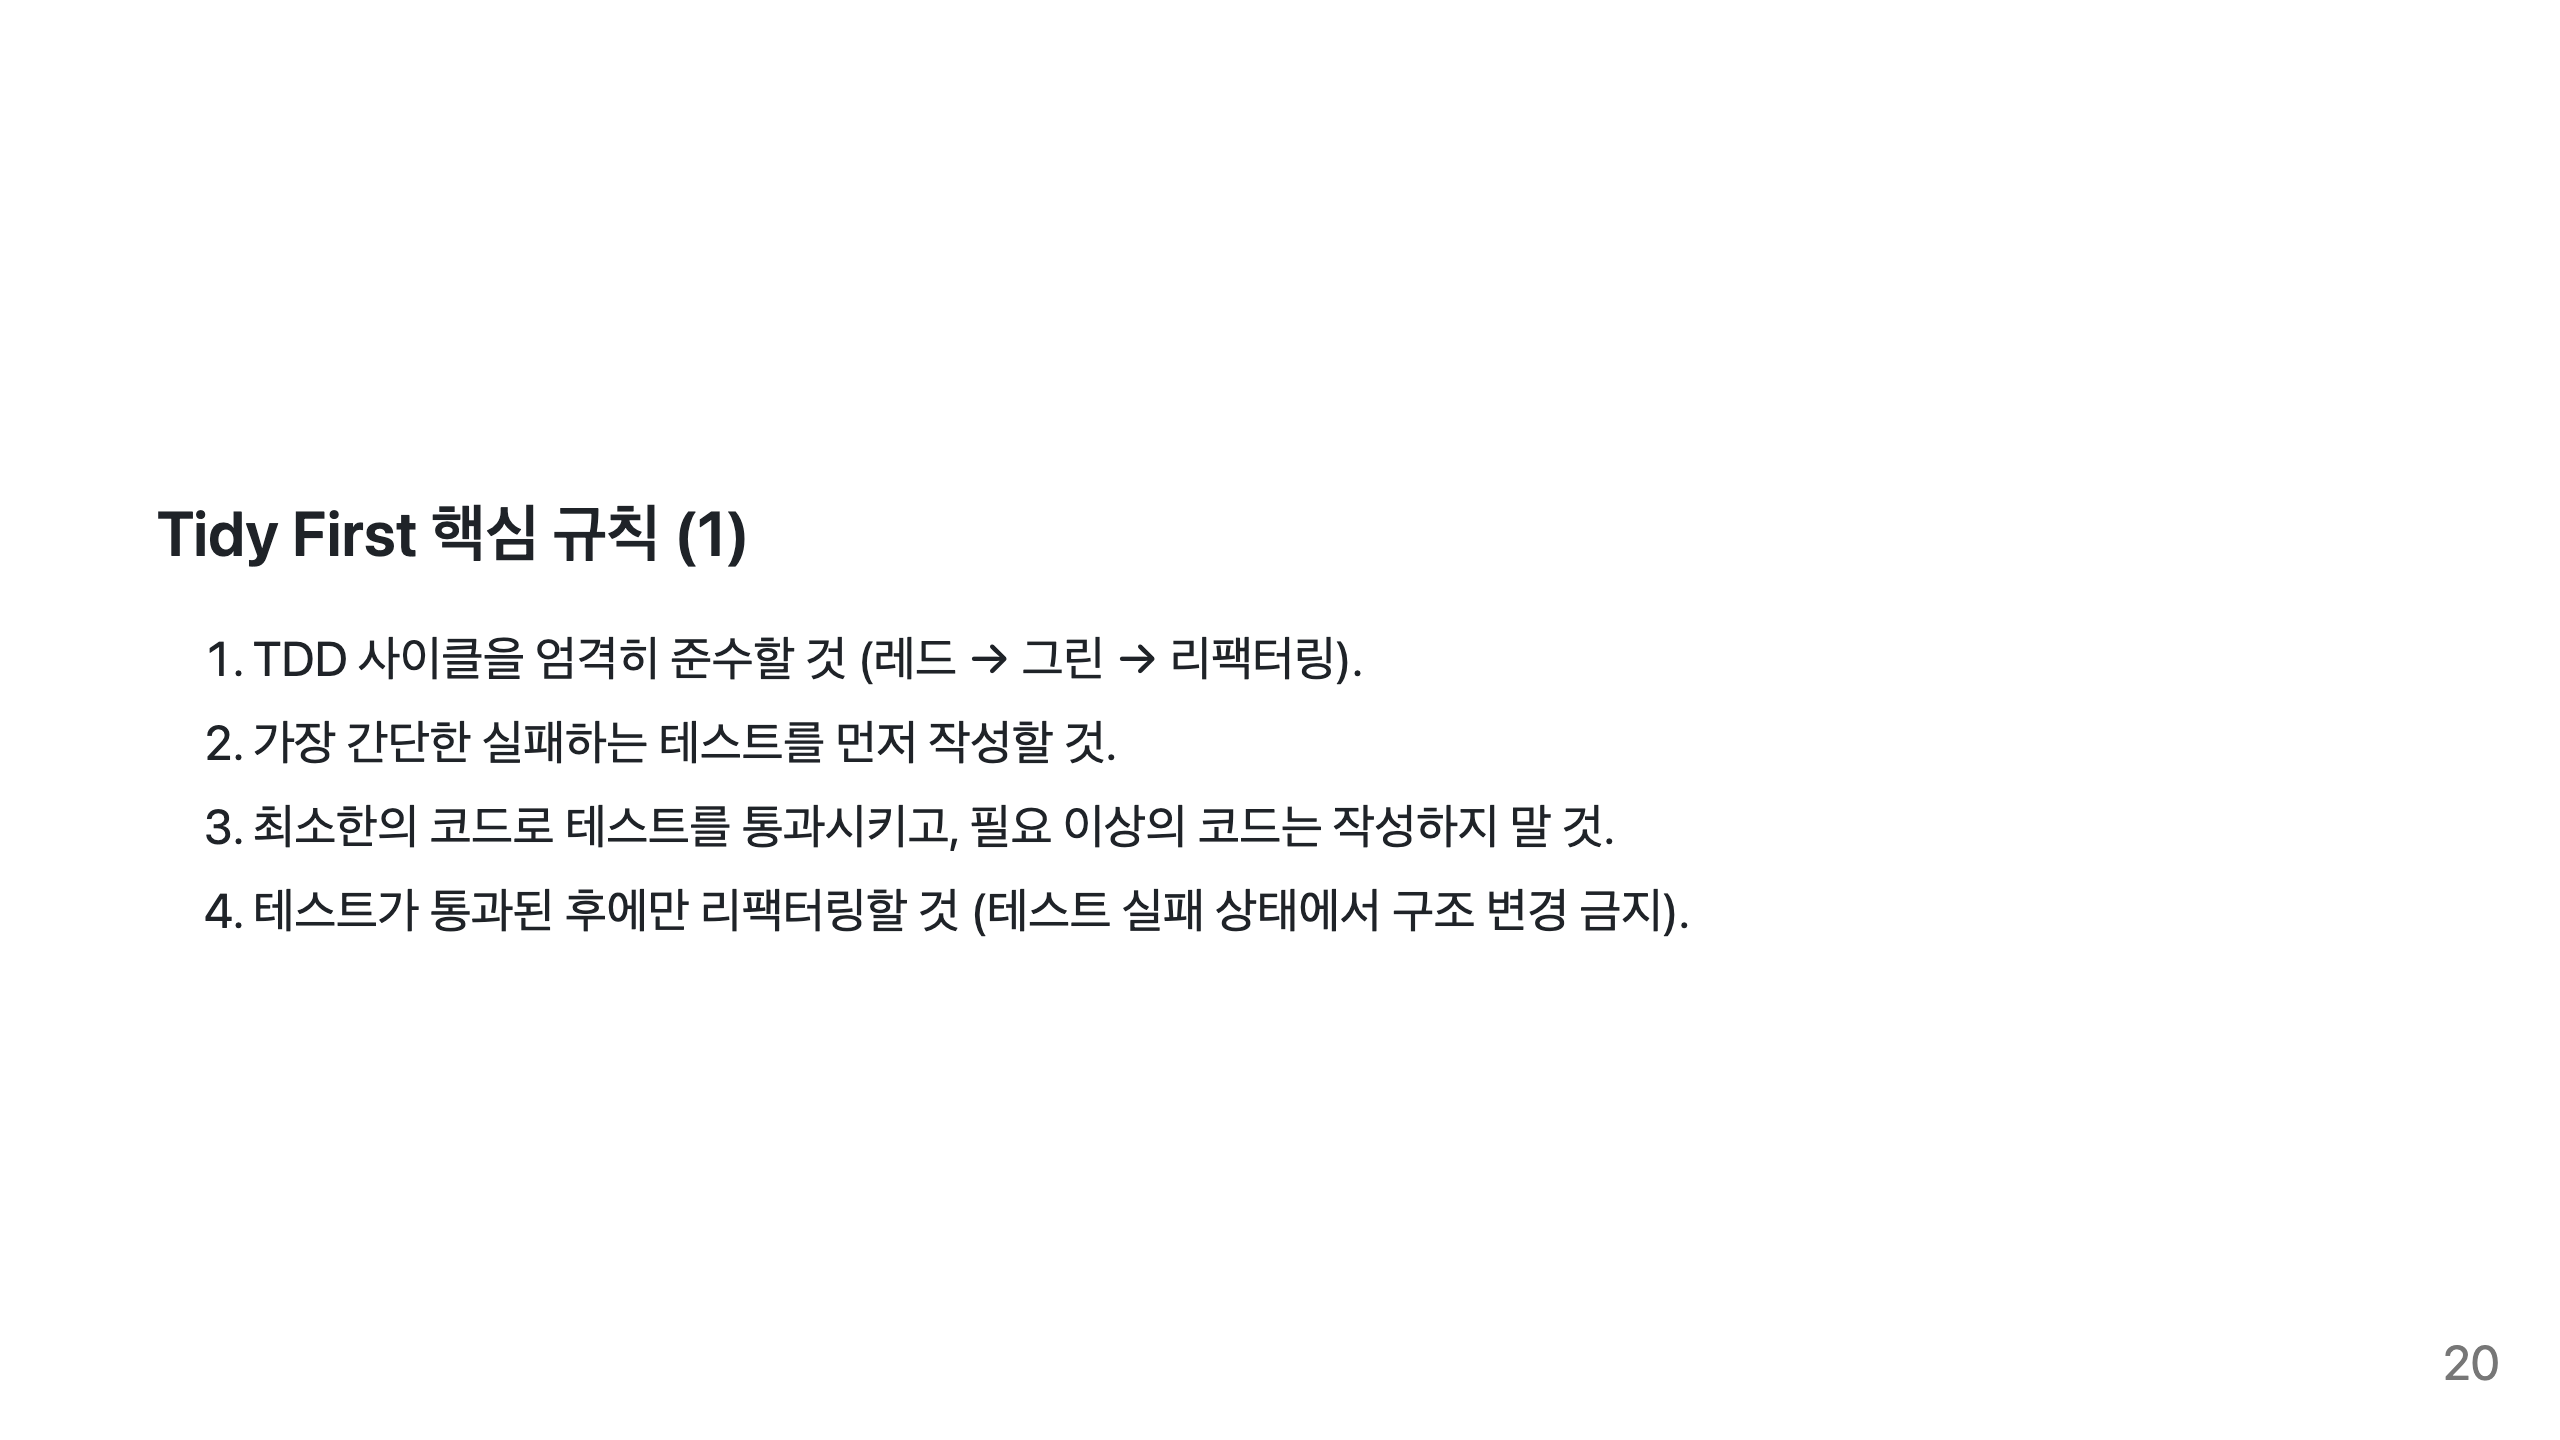 Tidy First 핵심 규칙 (1)
1. TDD 사이클을 엄격히 준수할 것 (레드 → 그린 → 리팩터링).
2. 가장 간단한 실패하는 테스트를 먼저 작성할 것.
3. 최소한의 코드로 테스트를 통과시키고, 필요 이상의 코드는 작성하지 말 것.
4. 테스트가 통과된 후에만 리팩터링할 것 (테스트 실패 상태에서 구조 변경 금지).
20